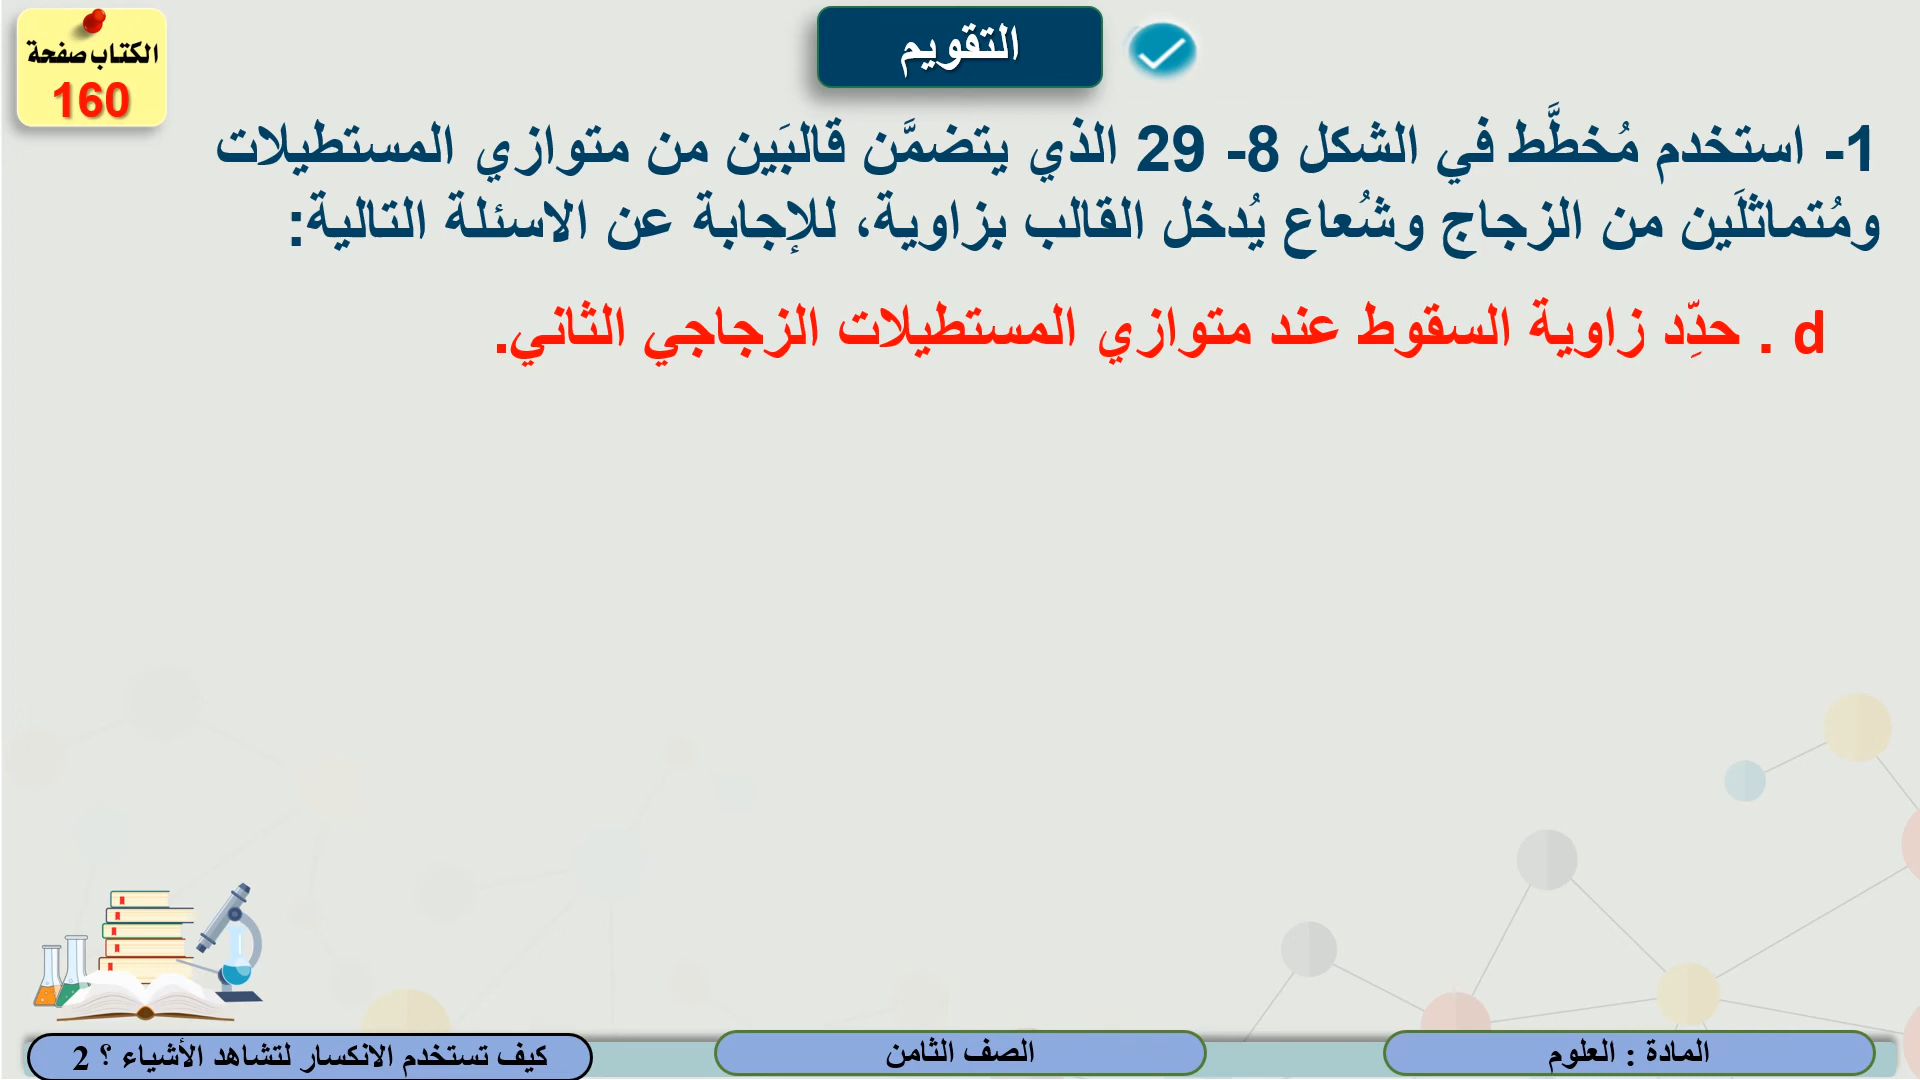 التقويم
الكتاب صفحة
160
1- استخدم مُخطَّط في الشكل 8- 29 الذي يتضمَّن قالبَين من متوازي المستطيلات
ومُتماثلَين من الزجاج وشُعاع يُدخل القالب بزاوية، للإجابة عن الاسئلة التالية:
d . حدِّد زاوية السقوط عند متوازي المستطيلات الزجاجي الثاني.
المادة : العلوم
الصف الثامن
كيف تستخدم الانكسار لتشاهد الأشياء ؟ 2